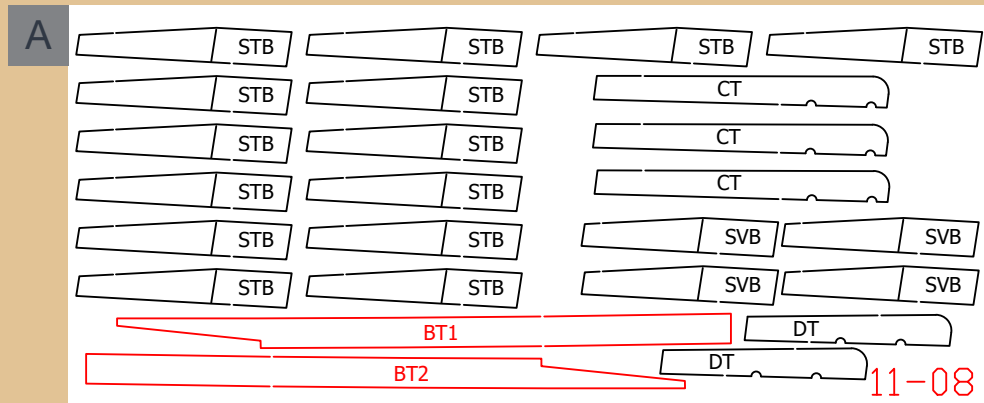 A
STB STB STB STB
STB STB CT
STB STB CT
STB STB CT
STB STB SVB SVB
STB STB SVB SVB
BT1 DT
BT2 DT
11-08